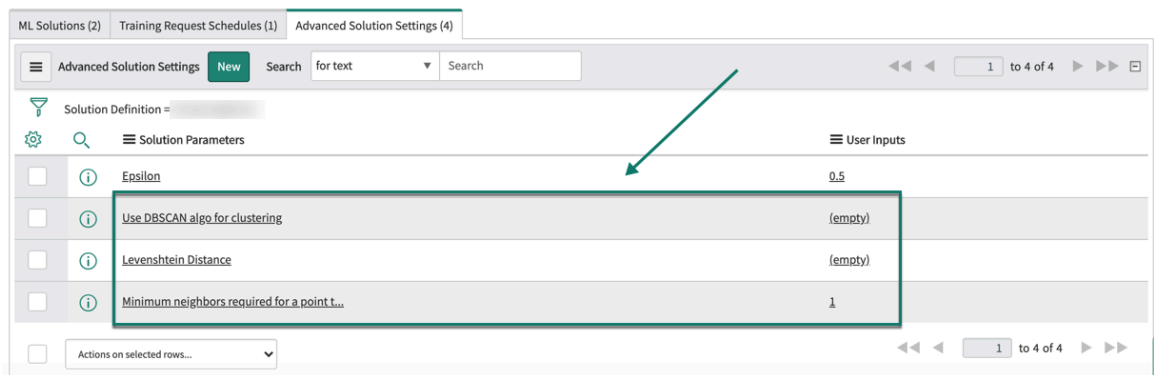 ML Solutions (2) Training Request Schedules (1) Advanced Solution Settings (4)
Advanced Solution Settings New Search for text Search 1 to 4 of 4
Solution Definition =
Solution Parameters User Inputs
Epsilon 0.5
Use DBSCAN algo for clustering (empty)
Levenshtein Distance (empty)
Minimum neighbors required for a point t... 1
Actions on selected rows... 1 to 4 of 4